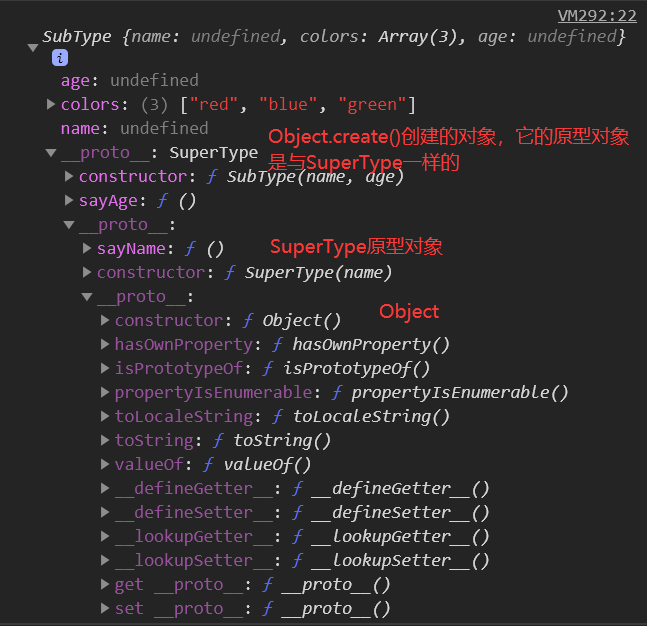 VM292:22
SubType {name: undefined, colors: Array(3), age: undefined}
i
age: undefined
colors: (3) ["red", "blue", "green"]
name: undefined
Object.create()创建的对象，它的原型对象
是与SuperType一样的
__proto__: SuperType
constructor: ƒ SubType(name, age)
sayAge: ƒ ()
__proto__:
sayName: ƒ ()
SuperType原型对象
constructor: ƒ SuperType(name)
__proto__:
Object
constructor: ƒ Object()
hasOwnProperty: ƒ hasOwnProperty()
isPrototypeOf: ƒ isPrototypeOf()
propertyIsEnumerable: ƒ propertyIsEnumerable()
toLocaleString: ƒ toLocaleString()
toString: ƒ toString()
valueOf: ƒ valueOf()
__defineGetter__: ƒ __defineGetter__()
__defineSetter__: ƒ __defineSetter__()
__lookupGetter__: ƒ __lookupGetter__()
__lookupSetter__: ƒ __lookupSetter__()
get __proto__: ƒ __proto__()
set __proto__: ƒ __proto__()